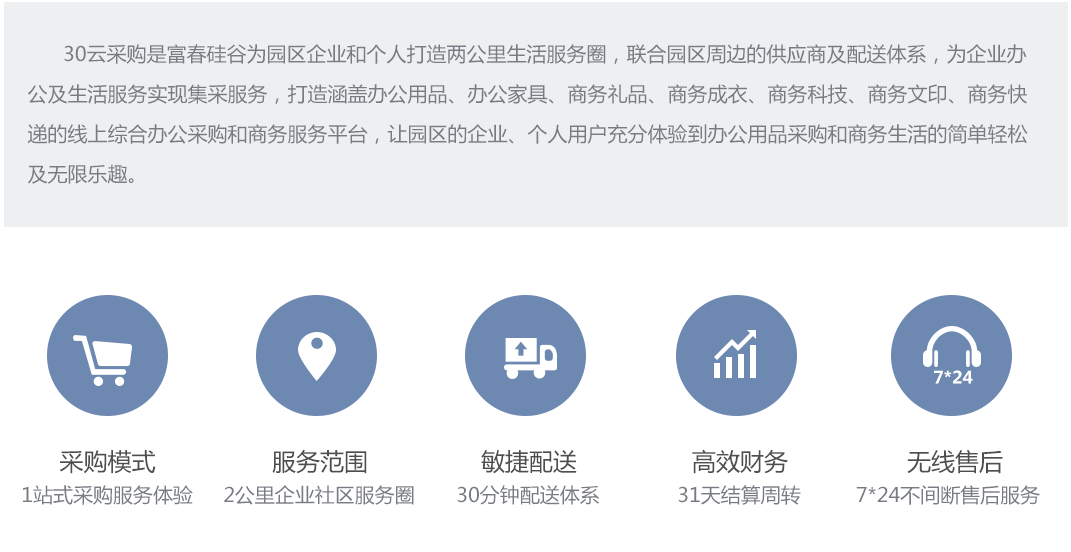 30云采购是富春硅谷为园区企业和个人打造两公里生活服务圈，联合园区周边的供应商及配送体系，为企业办
公及生活服务实现集采服务，打造涵盖办公用品、办公家具、商务礼品、商务成衣、商务科技、商务文印、商务快
递的线上综合办公采购和商务服务平台，让园区的企业、个人用户充分体验到办公用品采购和商务生活的简单轻松
及无限乐趣。
7*24
采购模式
服务范围
敏捷配送
高效财务
无线售后
1站式采购服务体验
2公里企业社区服务圈
30分钟配送体系
31天结算周转
7*24不间断售后服务